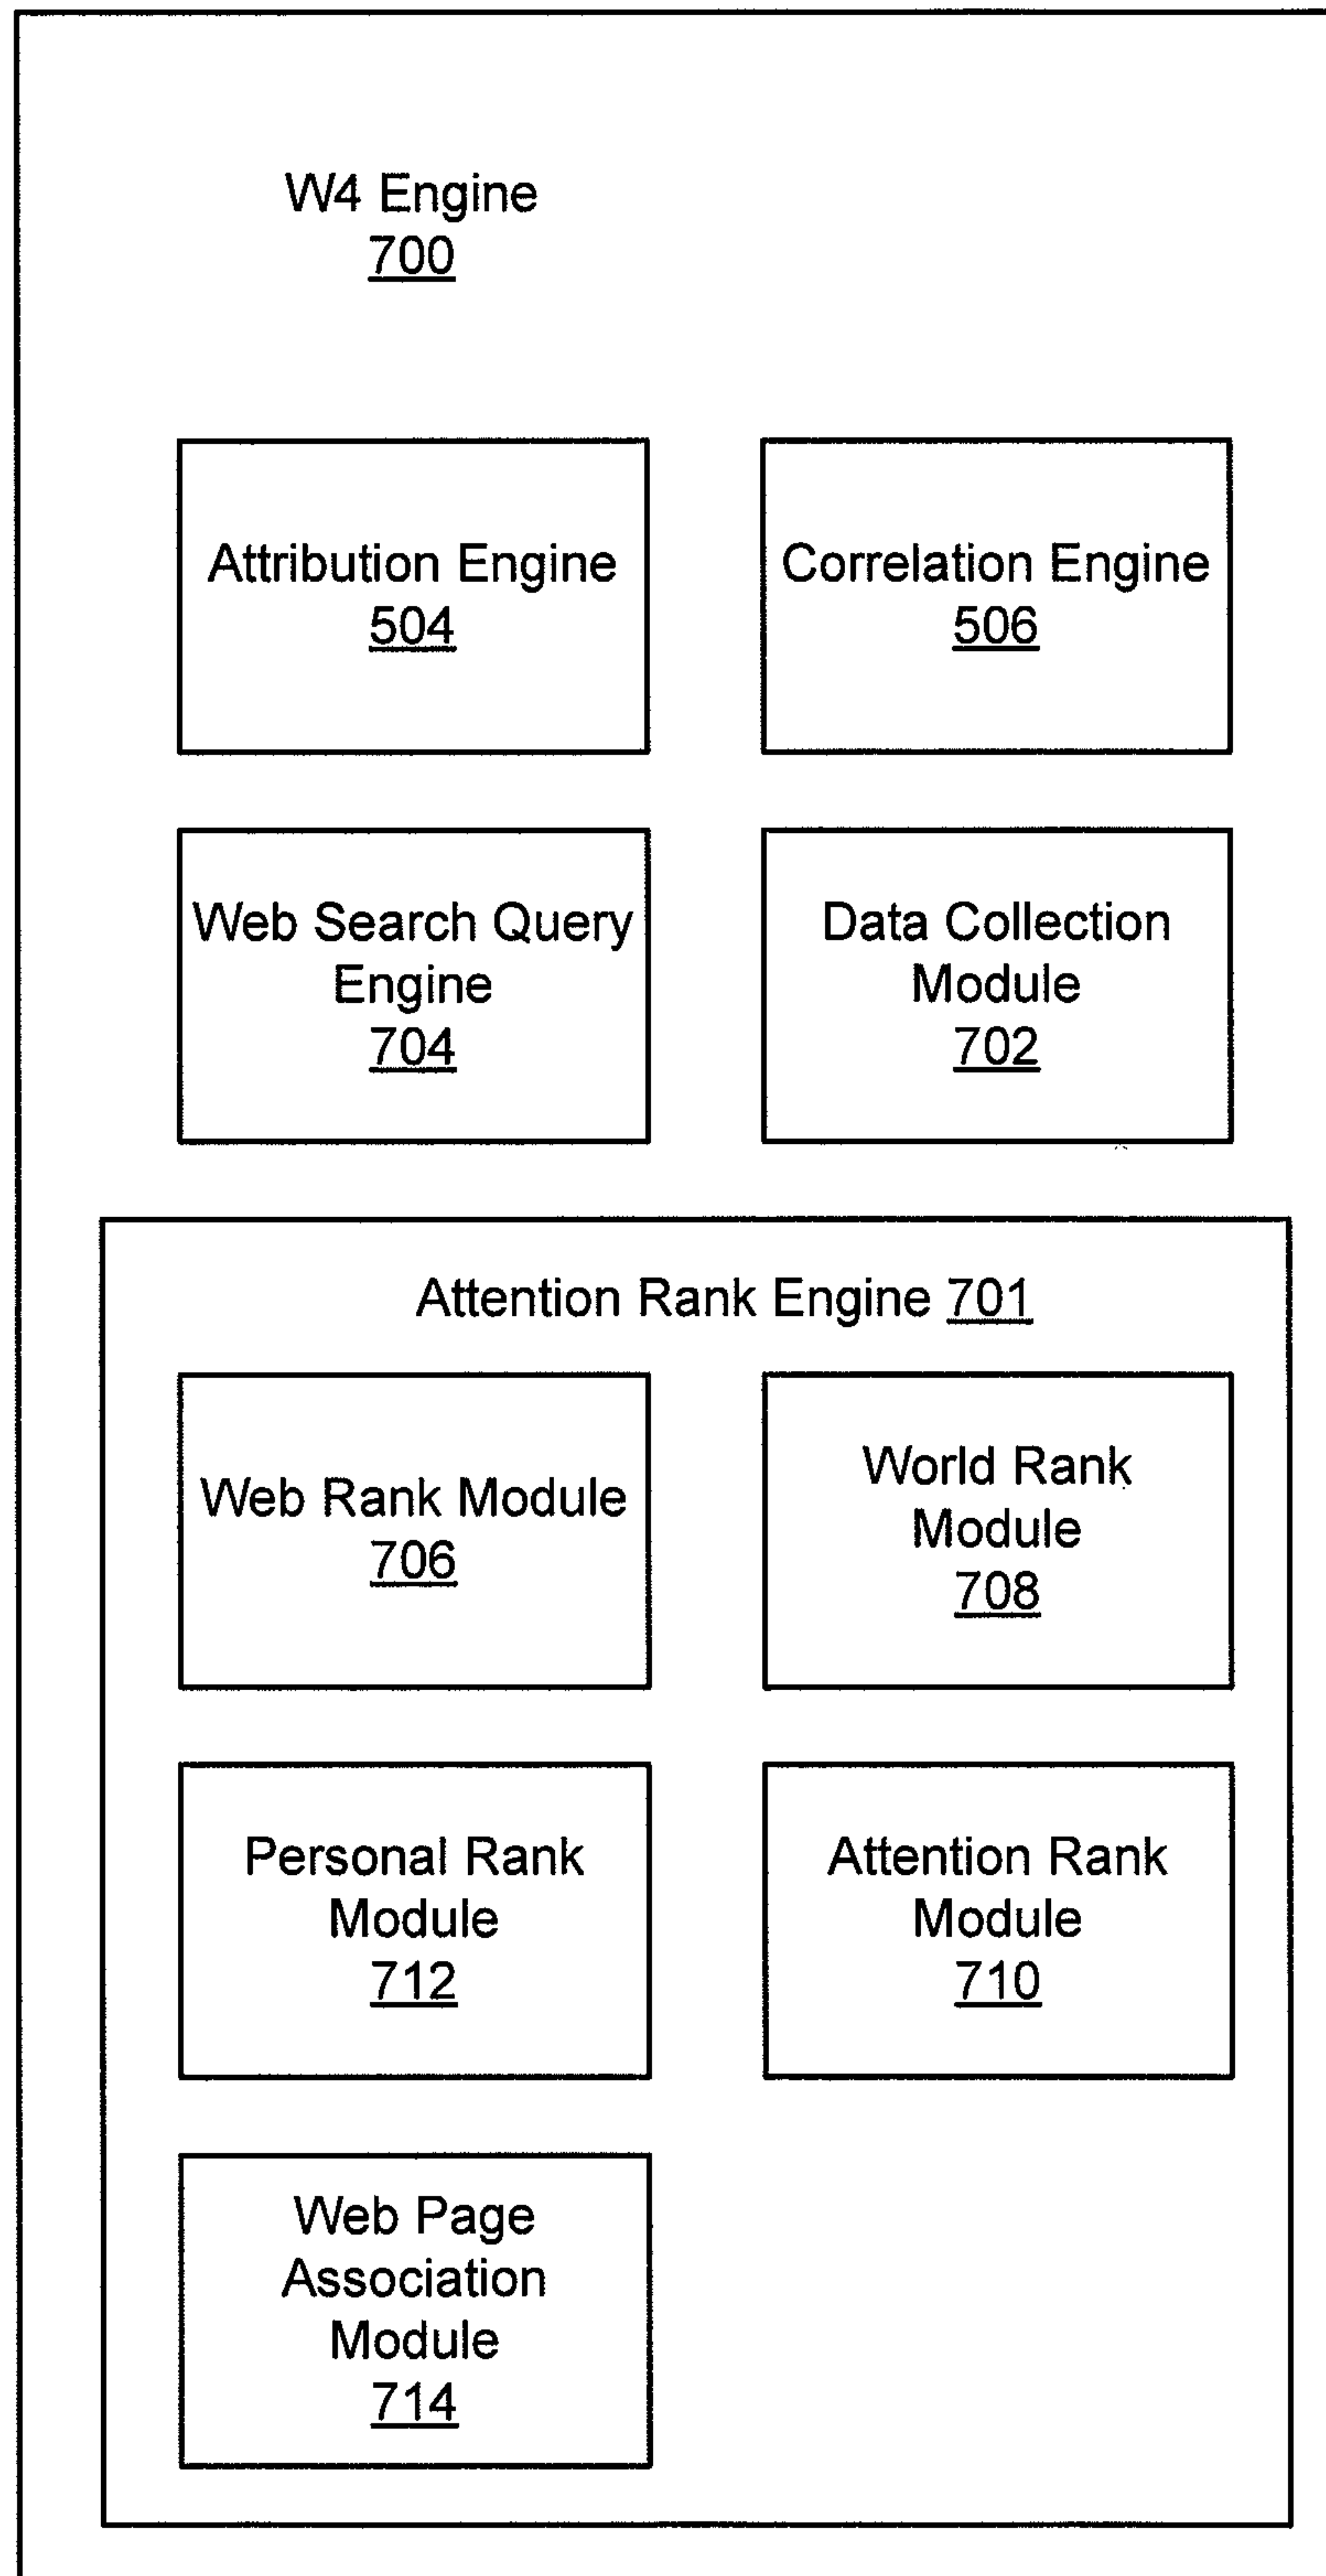 W4 Engine
700
Attribution Engine
504
Correlation Engine
506
Web Search Query
Engine
704
Data Collection
Module
702
Attention Rank Engine 701
Web Rank Module
706
World Rank
Module
708
Personal Rank
Module
712
Attention Rank
Module
710
Web Page
Association
Module
714